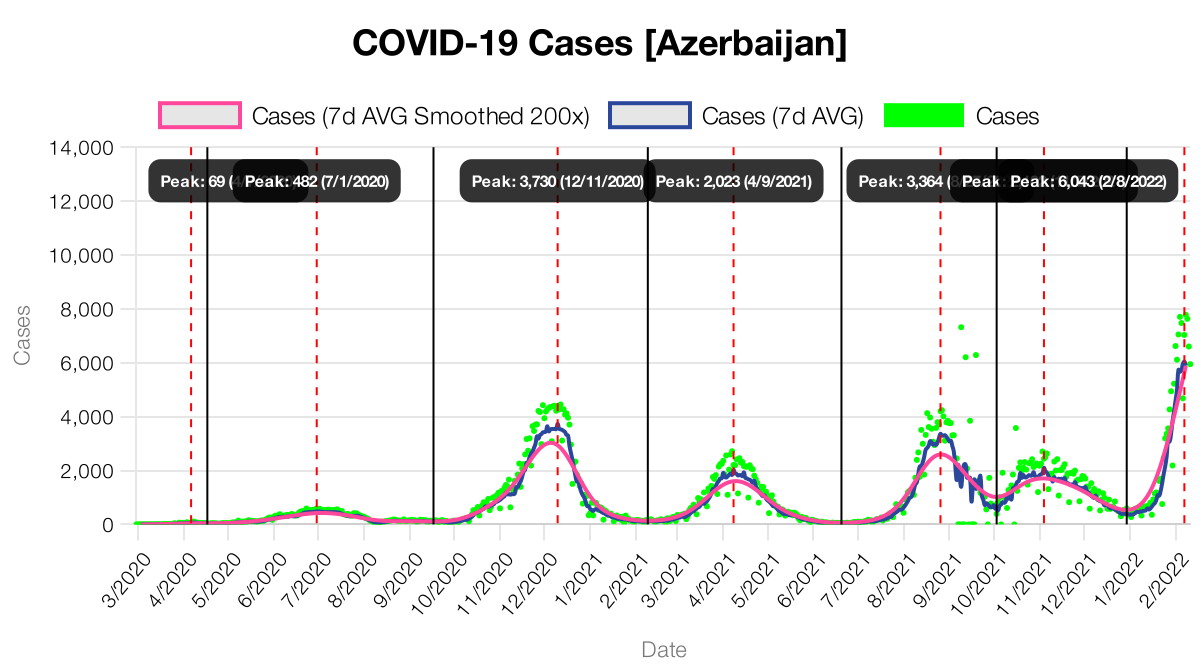 COVID-19 Cases [Azerbaijan]
Cases (7d AVG Smoothed 200x)
Cases (7d AVG)
Cases
14,000
12,000
10,000
8,000
6,000
4,000
2,000
0
Cases
Peak: 69 (4/
Peak: 482 (7/1/2020)
Peak: 3,730 (12/11/2020)
Peak: 2,023 (4/9/2021)
Peak: 3,364 (8/
Peak:
Peak: 6,043 (2/8/2022)
3/2020
4/2020
5/2020
6/2020
7/2020
8/2020
9/2020
10/2020
11/2020
12/2020
1/2021
2/2021
3/2021
4/2021
5/2021
6/2021
7/2021
8/2021
9/2021
10/2021
11/2021
12/2021
1/2022
2/2022
Date